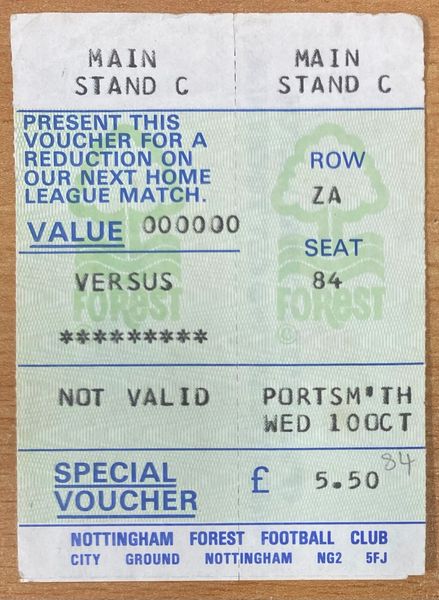 MAIN
STAND C
PRESENT THIS
VOUCHER FOR A
REDUCTION ON
OUR NEXT HOME
LEAGUE MATCH.
VALUE 000000
VERSUS
*********
FOREST
NOT VALID
SPECIAL
VOUCHER
MAIN
STAND C
ROW
ZA
SEAT
84
FOREST
©
PORTSM'TH
WED 10OCT
84
£ 5.50
NOTTINGHAM FOREST FOOTBALL CLUB
CITY GROUND NOTTINGHAM NG2 5FJ